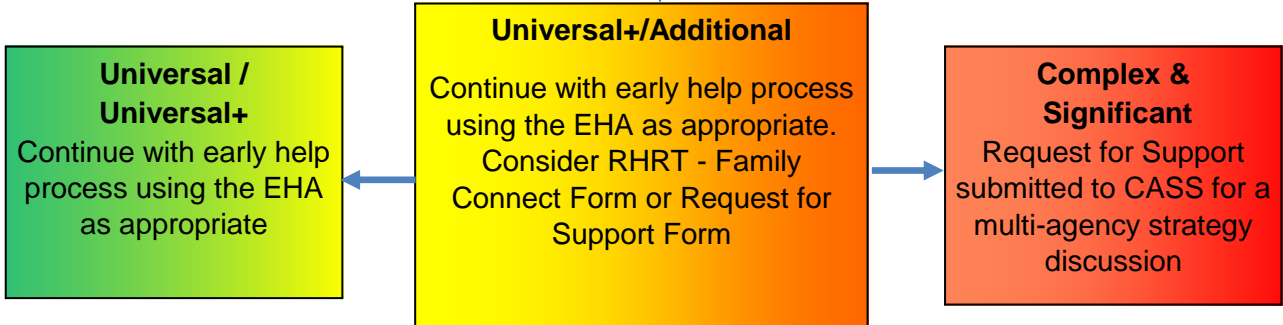 Universal /
Universal+
Continue with early help
process using the EHA
as appropriate
Universal+/Additional
Continue with early help process
using the EHA as appropriate.
Consider RHRT - Family
Connect Form or Request for
Support Form
Complex &
Significant
Request for Support
submitted to CASS for a
multi-agency strategy
discussion